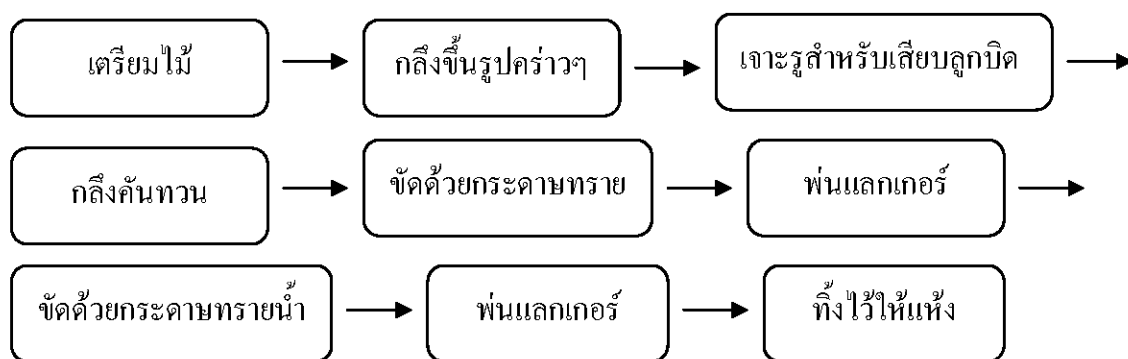 เตรียมไม้ กลึงขึ้นรูปคร่าวๆ เจาะรูสำหรับเสียบลูกบิด
กลึงคันทวน ขัดด้วยกระดาษทราย พ่นแลกเกอร์
ขัดด้วยกระดาษทรายน้ำ พ่นแลกเกอร์ ทิ้งไว้ให้แห้ง